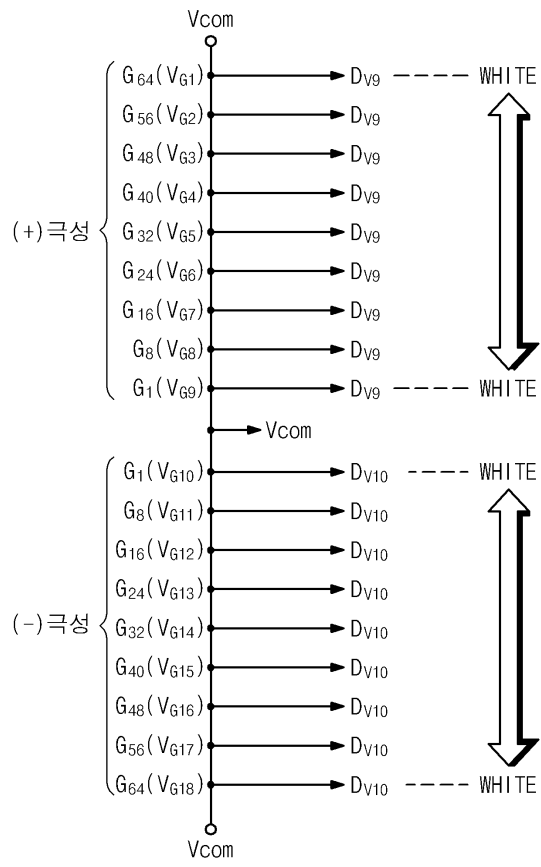 Vcom
G64(VG1) DV9 WHITE
G56(VG2) DV9
G48(VG3) DV9
G40(VG4) DV9
(+)극성 G32(VG5) DV9
G24(VG6) DV9
G16(VG7) DV9
G8(VG8) DV9
G1(VG9) DV9 WHITE
Vcom
G1(VG10) DV10 WHITE
G8(VG11) DV10
G16(VG12) DV10
G24(VG13) DV10
(-)극성 G32(VG14) DV10
G40(VG15) DV10
G48(VG16) DV10
G56(VG17) DV10
G64(VG18) DV10 WHITE
Vcom